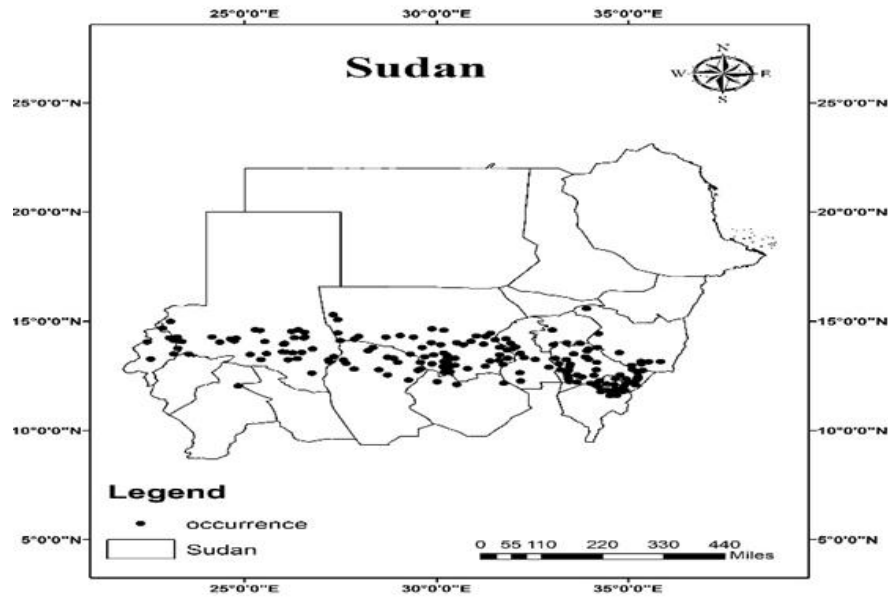 25°0'0"E 30°0'0"E 35°0'0"E
Sudan
N
W E
S
25°0'0"N 25°0'0"N
20°0'0"N 20°0'0"N
15°0'0"N 15°0'0"N
10°0'0"N 10°0'0"N
Legend
occurrence
Sudan
5°0'0"N 5°0'0"N
0 55 110 220 330 440
Miles
25°0'0"E 30°0'0"E 35°0'0"E